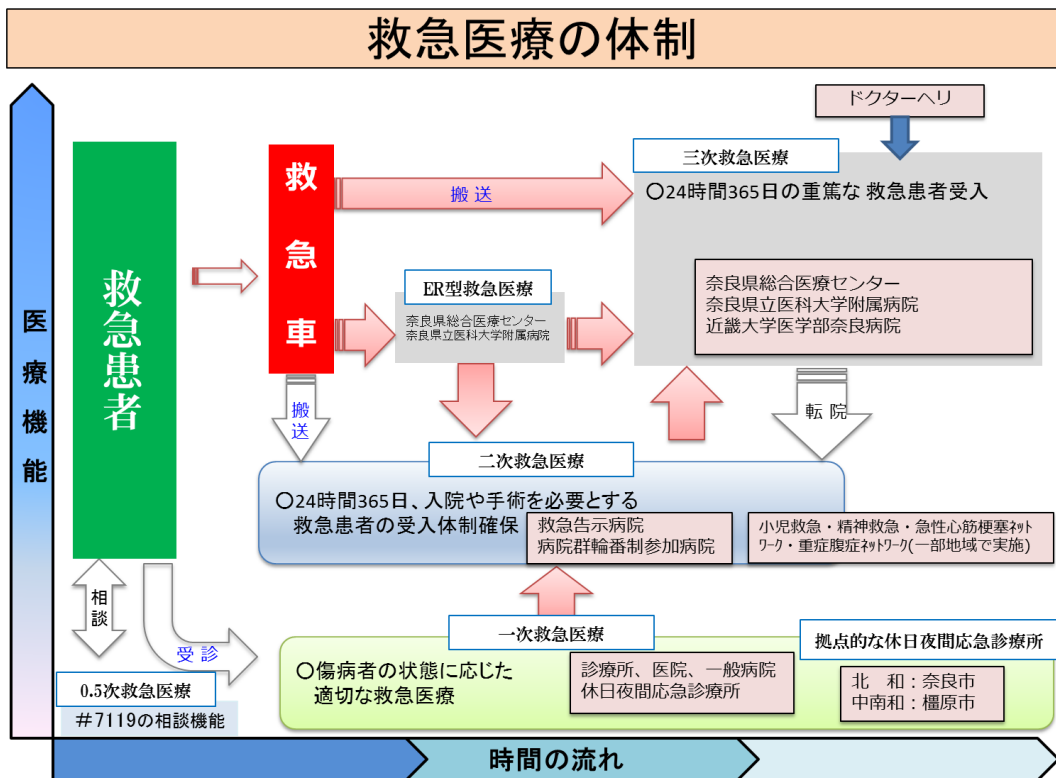 救急医療の体制
ドクターヘリ
医療機能
救急患者
救急車
搬送
三次救急医療
〇24時間365日の重篤な 救急患者受入
奈良県総合医療センター
奈良県立医科大学附属病院
近畿大学医学部奈良病院
ER型救急医療
奈良県総合医療センター
奈良県立医科大学附属病院
搬送
転院
二次救急医療
〇24時間365日、入院や手術を必要とする
救急患者の受入体制確保
救急告示病院
病院群輪番制参加病院
小児救急・精神救急・急性心筋梗塞ﾈｯﾄ
ﾜｰｸ・重症腹症ﾈｯﾄﾜｰｸ(一部地域で実施)
相談
受診
0.5次救急医療
＃7119の相談機能
一次救急医療
〇傷病者の状態に応じた
適切な救急医療
診療所、医院、一般病院
休日夜間応急診療所
拠点的な休日夜間応急診療所
北　和：奈良市
中南和：橿原市
時間の流れ